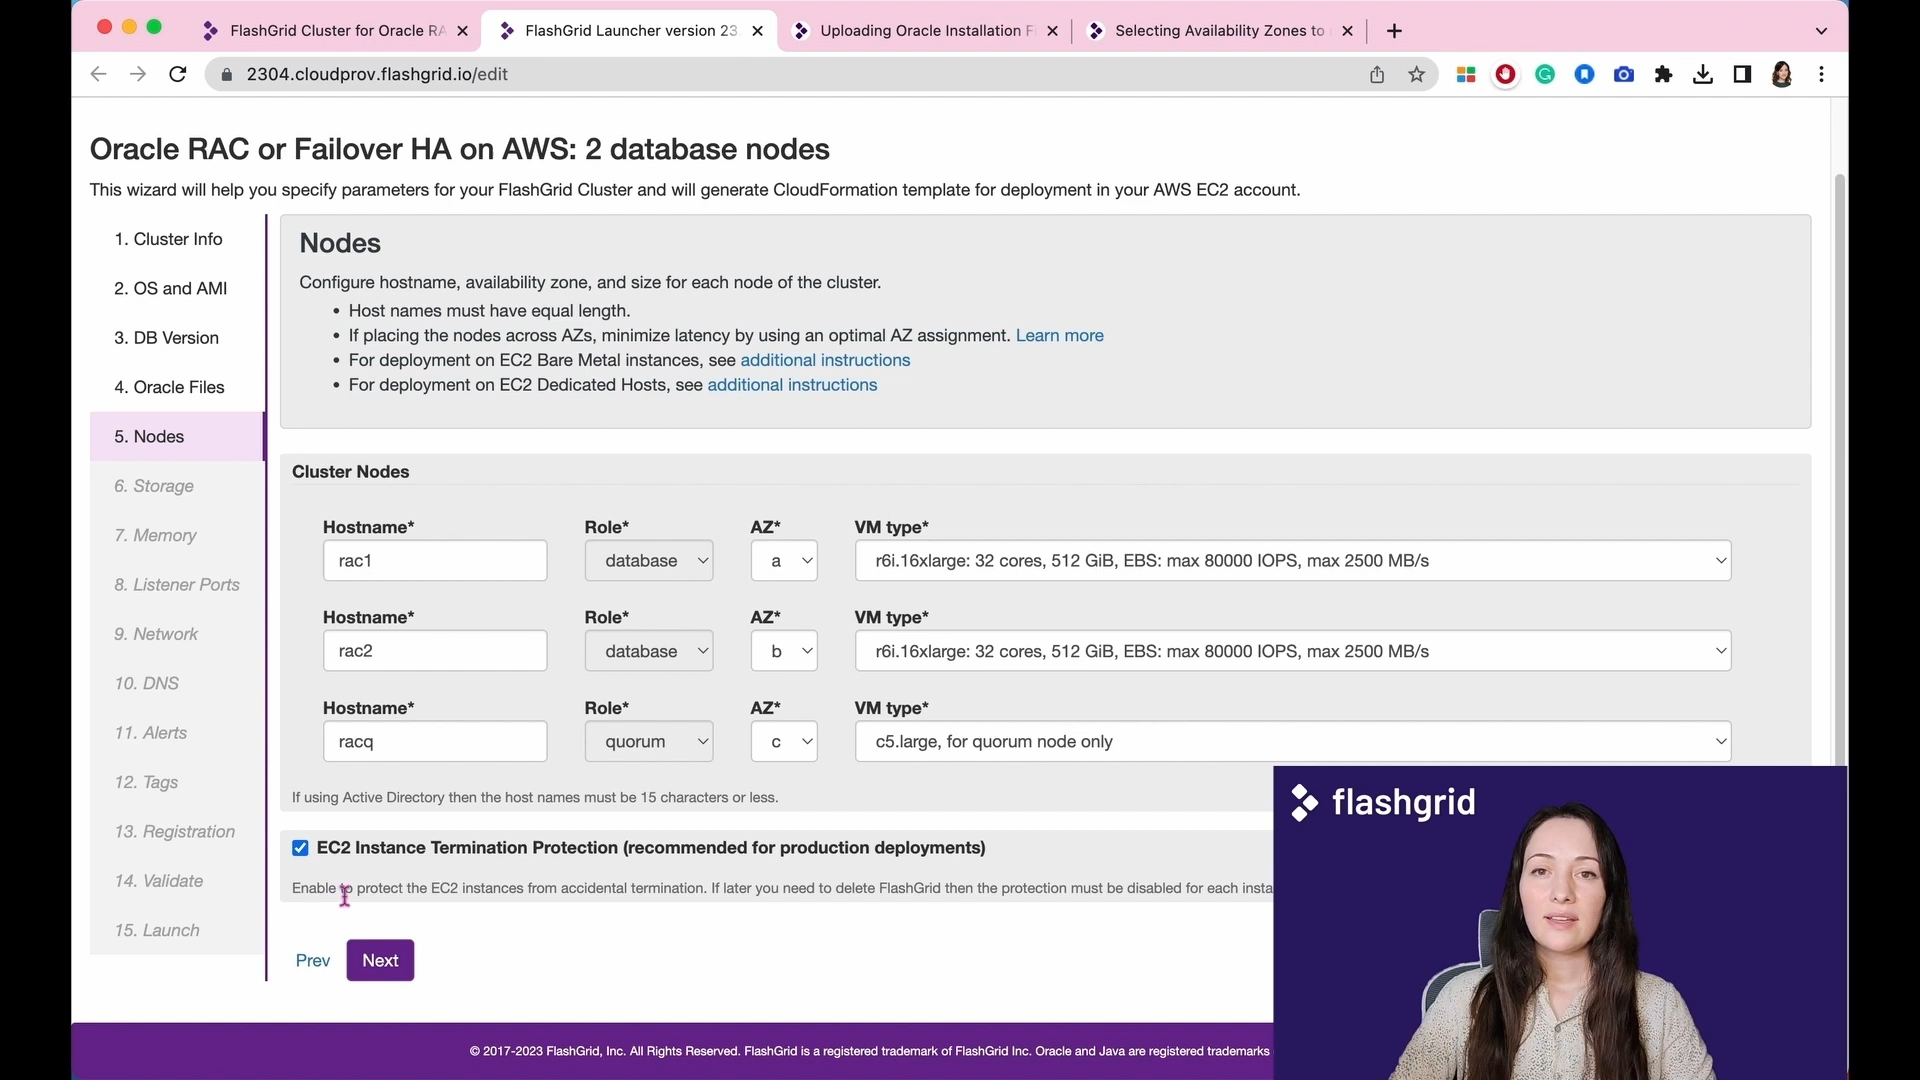 FlashGrid Cluster for Oracle RA
FlashGrid Launcher version 23
Uploading Oracle Installation F
Selecting Availability Zones to
2304.cloudprov.flashgrid.io/edit
Oracle RAC or Failover HA on AWS: 2 database nodes
This wizard will help you specify parameters for your FlashGrid Cluster and will generate CloudFormation template for deployment in your AWS EC2 account.
1. Cluster Info
2. OS and AMI
3. DB Version
4. Oracle Files
5. Nodes
6. Storage
7. Memory
8. Listener Ports
9. Network
10. DNS
11. Alerts
12. Tags
13. Registration
14. Validate
15. Launch
Nodes
Configure hostname, availability zone, and size for each node of the cluster.
• Host names must have equal length.
• If placing the nodes across AZs, minimize latency by using an optimal AZ assignment. Learn more
• For deployment on EC2 Bare Metal instances, see additional instructions
• For deployment on EC2 Dedicated Hosts, see additional instructions
Cluster Nodes
Hostname* Role* AZ* VM type*
rac1 database a r6i.16xlarge: 32 cores, 512 GiB, EBS: max 80000 IOPS, max 2500 MB/s
Hostname* Role* AZ* VM type*
rac2 database b r6i.16xlarge: 32 cores, 512 GiB, EBS: max 80000 IOPS, max 2500 MB/s
Hostname* Role* AZ* VM type*
racq quorum c c5.large, for quorum node only
If using Active Directory then the host names must be 15 characters or less.
EC2 Instance Termination Protection (recommended for production deployments)
Enable to protect the EC2 instances from accidental termination. If later you need to delete FlashGrid then the protection must be disabled for each insta
Prev Next
flashgrid
© 2017-2023 FlashGrid, Inc. All Rights Reserved. FlashGrid is a registered trademark of FlashGrid Inc. Oracle and Java are registered trademarks